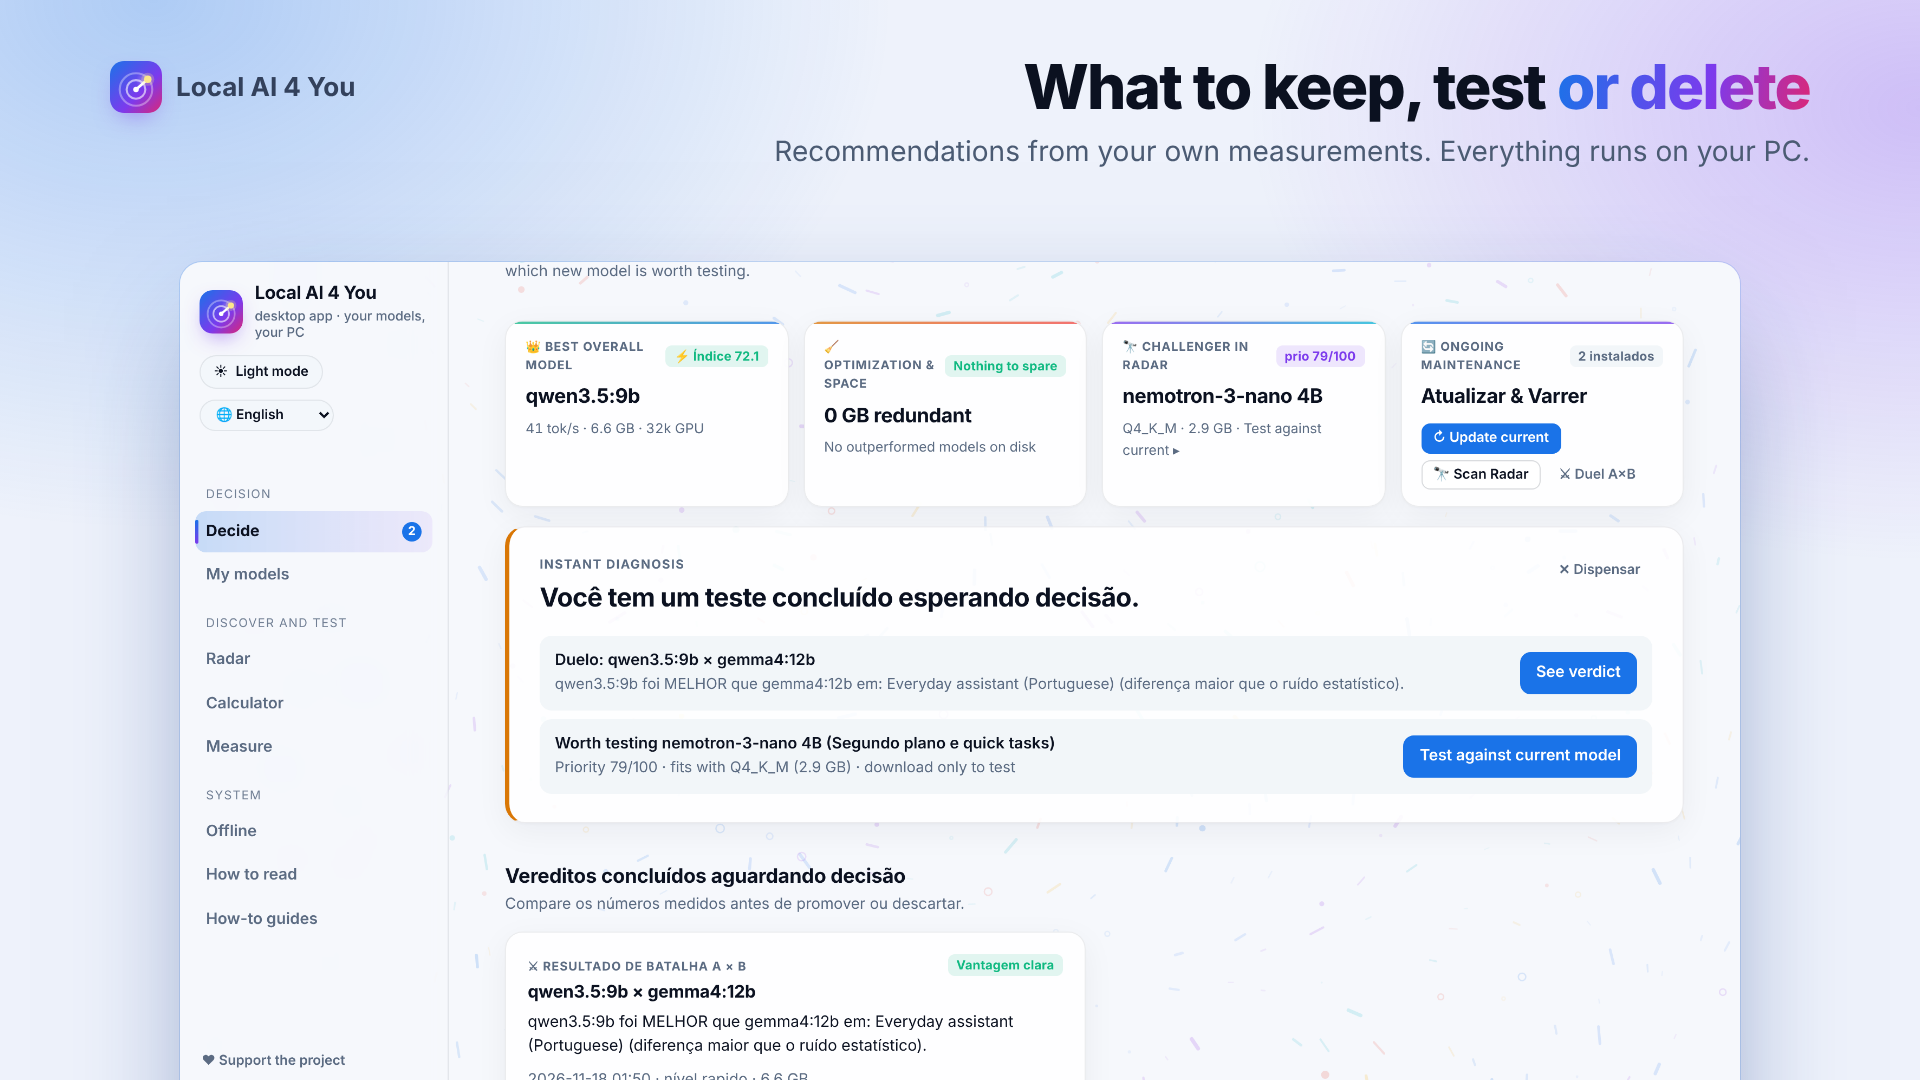 Local AI 4 You
What to keep, test or delete
Recommendations from your own measurements. Everything runs on your PC.
Local AI 4 You
desktop app · your models,
your PC
☀ Light mode
🌐 English
DECISION
Decide
2
My models
DISCOVER AND TEST
Radar
Calculator
Measure
SYSTEM
Offline
How to read
How-to guides
♥ Support the project
which new model is worth testing.
👑 BEST OVERALL
MODEL
⚡ Índice 72.1
qwen3.5:9b
41 tok/s · 6.6 GB · 32k GPU
🧹
OPTIMIZATION &
SPACE
Nothing to spare
0 GB redundant
No outperformed models on disk
🔭 CHALLENGER IN
RADAR
prio 79/100
nemotron-3-nano 4B
Q4_K_M · 2.9 GB · Test against
current ▸
🔄 ONGOING
MAINTENANCE
2 instalados
Atualizar & Varrer
↻ Update current
🔭 Scan Radar
⚔ Duel A×B
INSTANT DIAGNOSIS
✕ Dispensar
Você tem um teste concluído esperando decisão.
Duelo: qwen3.5:9b × gemma4:12b
qwen3.5:9b foi MELHOR que gemma4:12b em: Everyday assistant (Portuguese) (diferença maior que o ruído estatístico).
See verdict
Worth testing nemotron-3-nano 4B (Segundo plano e quick tasks)
Priority 79/100 · fits with Q4_K_M (2.9 GB) · download only to test
Test against current model
Vereditos concluídos aguardando decisão
Compare os números medidos antes de promover ou descartar.
⚔ RESULTADO DE BATALHA A × B
Vantagem clara
qwen3.5:9b × gemma4:12b
qwen3.5:9b foi MELHOR que gemma4:12b em: Everyday assistant
(Portuguese) (diferença maior que o ruído estatístico).
2026-11-18 01:50 · nível rapido · 6.6 GB